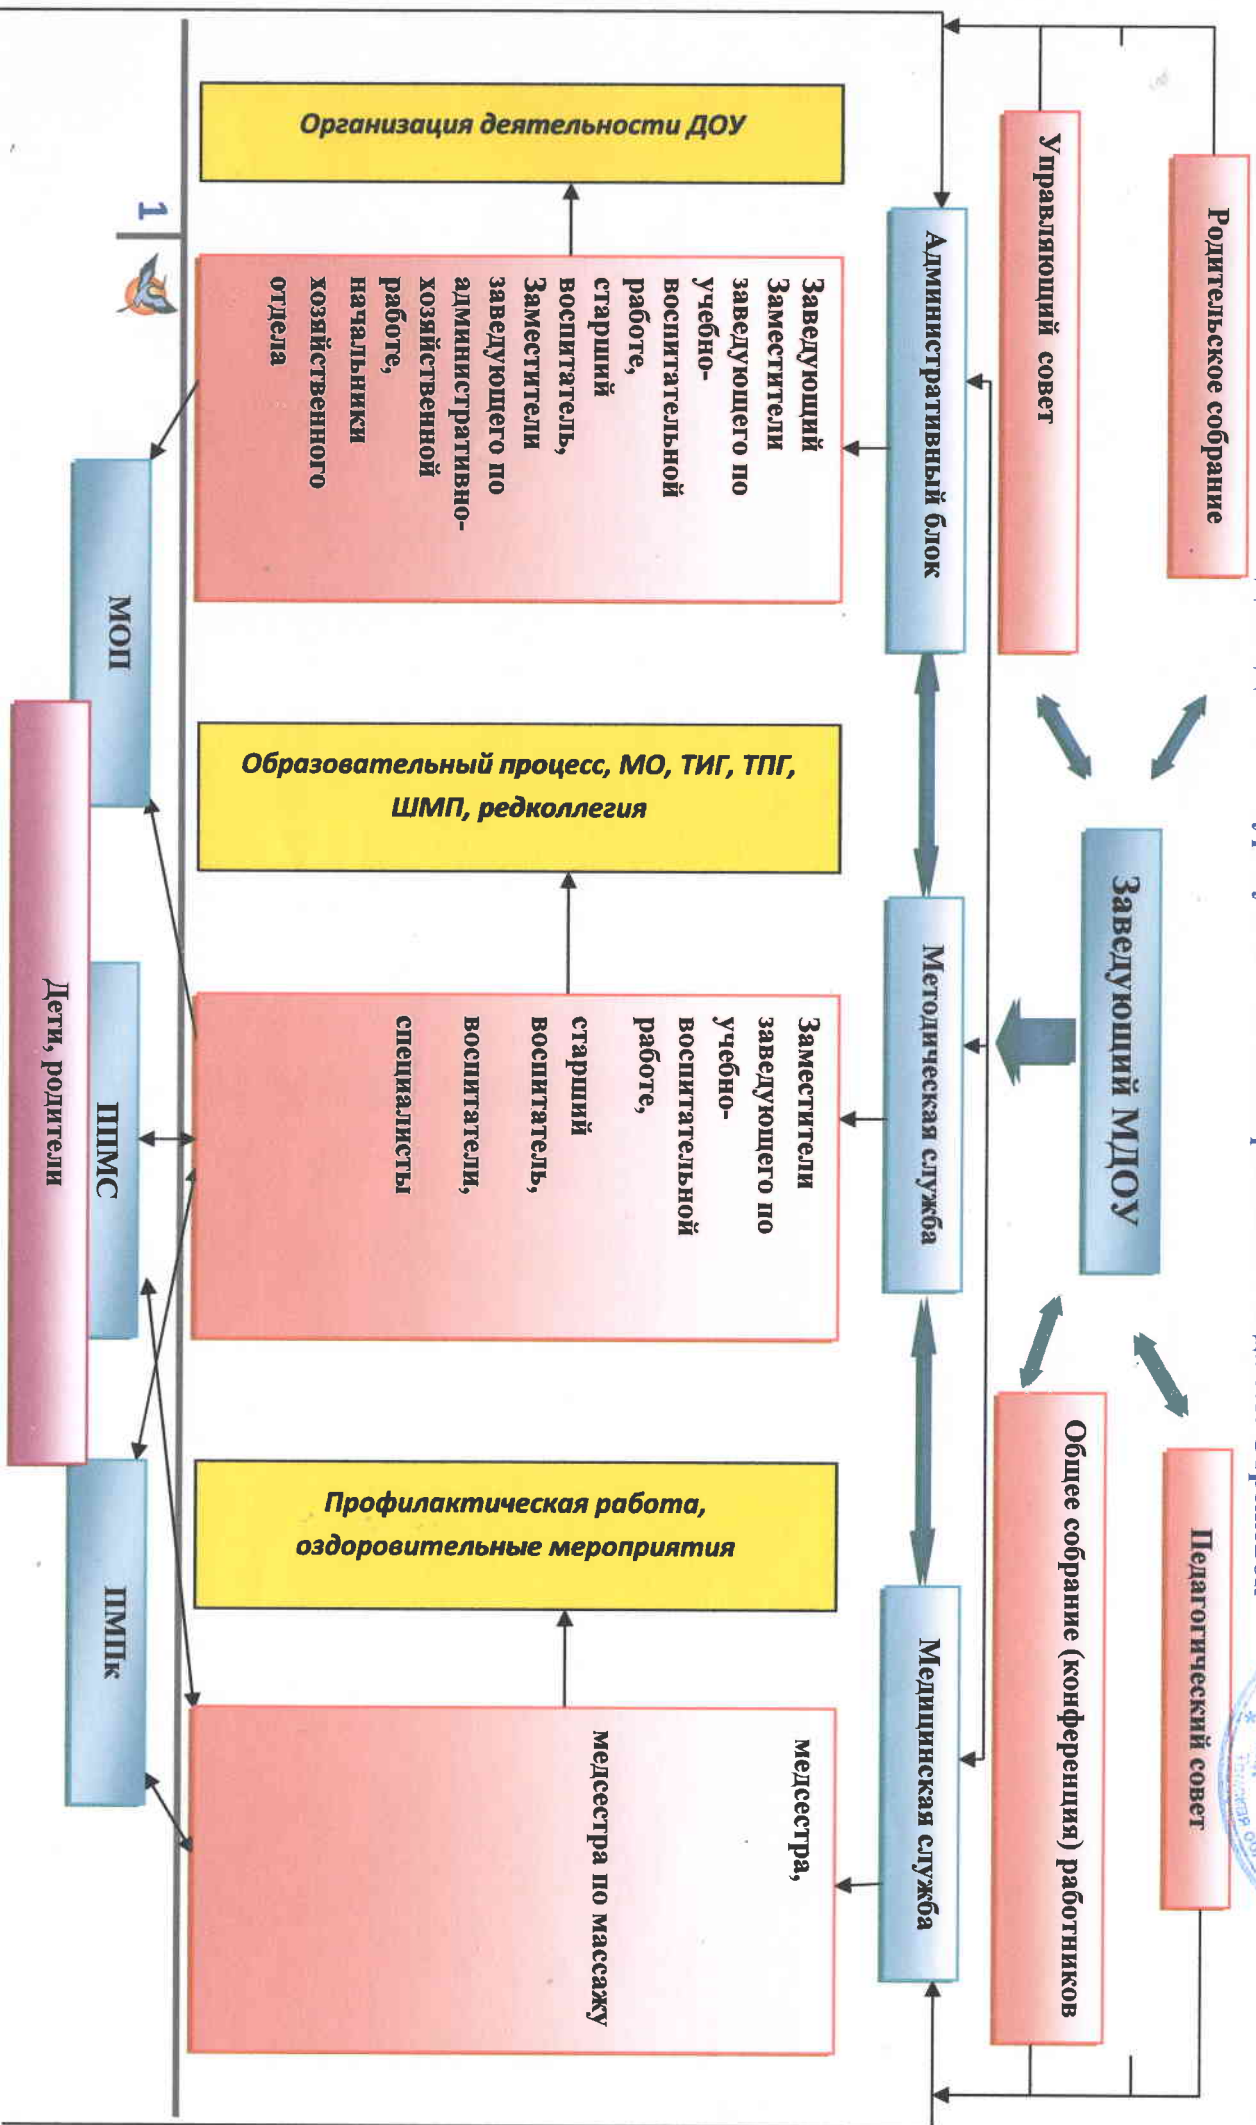 Родительское собрание
Педагогический совет
Заведующий МДОУ
Управляющий совет
Общее собрание (конференция) работников
Административный блок
Методическая служба
Медицинская служба
Заведующий
Заместители
заведующего по
учебно-
воспитательной
работе,
старший
воспитатель,
Заместители
заведующего по
административно-
хозяйственной
работе,
начальники
хозяйственного
отдела
Заместители
заведующего по
учебно-
воспитательной
работе,
старший
воспитатель,
воспитатели,
специалисты
медсестра,
медсестра по массажу
Организация деятельности ДОУ
Образовательный процесс, МО, ТИГ, ТПГ,
ШМП, редколлегия
Профилактическая работа,
оздоровительные мероприятия
1
МОП
ППМС
ПМПк
Дети, родители